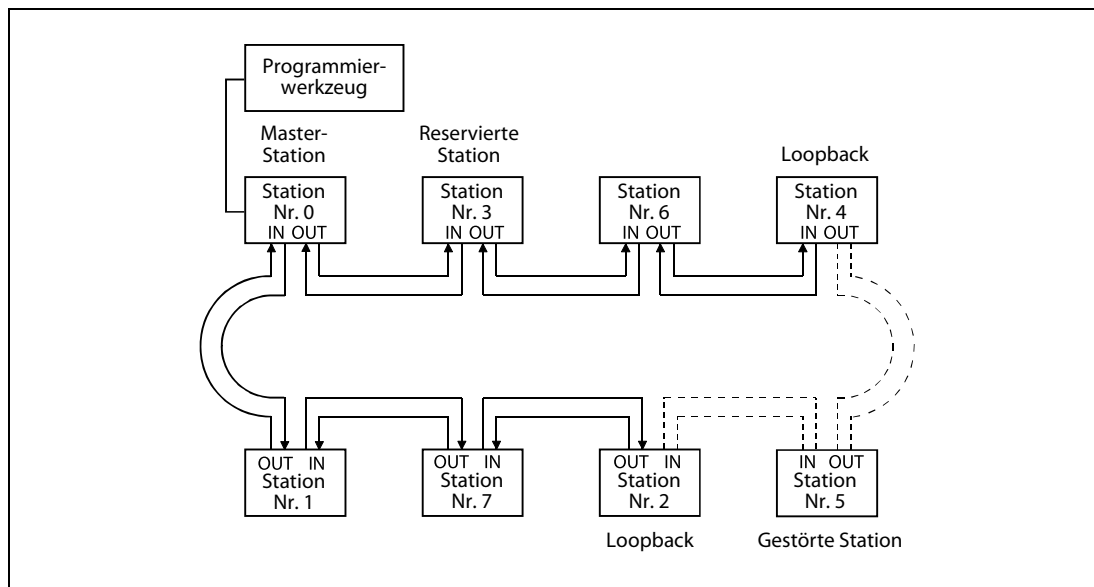 Programmier-
werkzeug
Master-
Station
Reservierte
Station
Loopback
Station
Nr. 0
IN OUT
Station
Nr. 3
IN OUT
Station
Nr. 6
IN OUT
Station
Nr. 4
IN OUT
OUT IN
Station
Nr. 1
OUT IN
Station
Nr. 7
OUT IN
Station
Nr. 2
IN OUT
Station
Nr. 5
Loopback
Gestörte Station